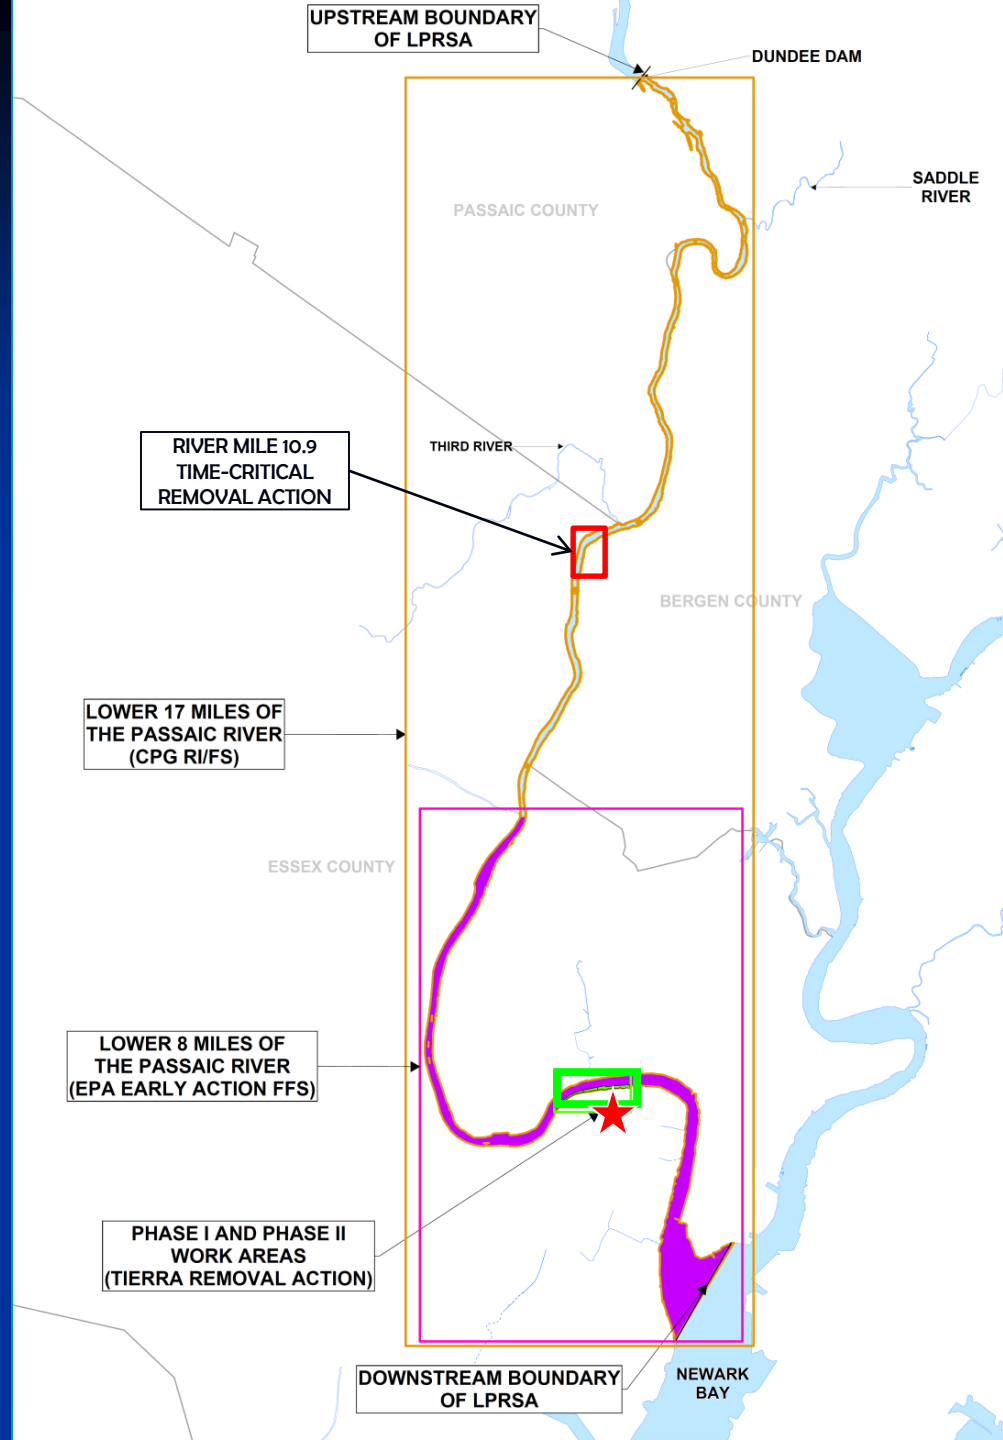 UPSTREAM BOUNDARY
OF LPRSA
DUNDEE DAM
SADDLE
RIVER
PASSAIC COUNTY
RIVER MILE 10.9
TIME-CRITICAL
REMOVAL ACTION
THIRD RIVER
BERGEN COUNTY
LOWER 17 MILES OF
THE PASSAIC RIVER
(CPG RI/FS)
ESSEX COUNTY
LOWER 8 MILES OF
THE PASSAIC RIVER
(EPA EARLY ACTION FFS)
PHASE I AND PHASE II
WORK AREAS
(TIERRA REMOVAL ACTION)
DOWNSTREAM BOUNDARY
OF LPRSA
NEWARK
BAY